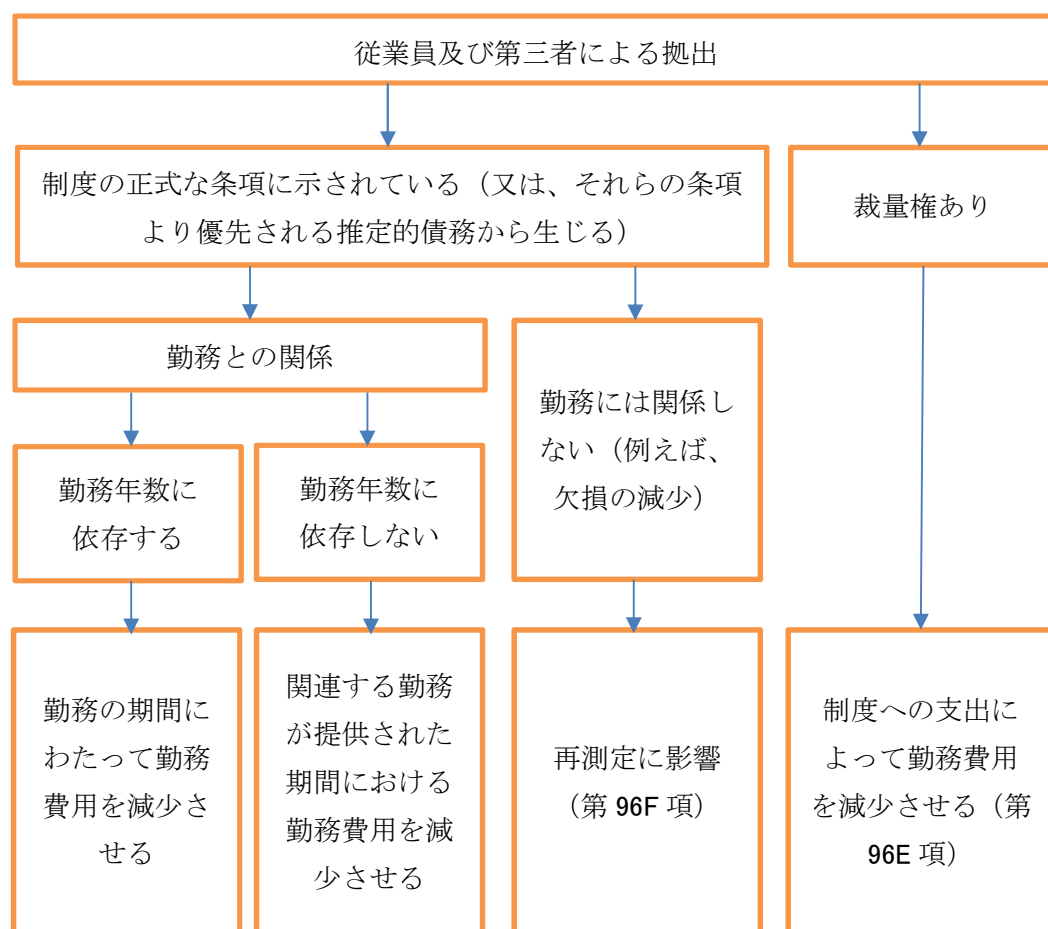 従業員及び第三者による拠出
制度の正式な条項に示されている（又は、それらの条項
より優先される推定的債務から生じる）
裁量権あり
勤務との関係
勤務には関係し
ない（例えば、
欠損の減少）
勤務年数に
依存する
勤務年数に
依存しない
勤務の期間に
わたって勤務
費用を減少さ
せる
関連する勤務
が提供された
期間における
勤務費用を減
少させる
再測定に影響
（第 96F 項）
制度への支出に
よって勤務費用
を減少させる（第
96E 項）